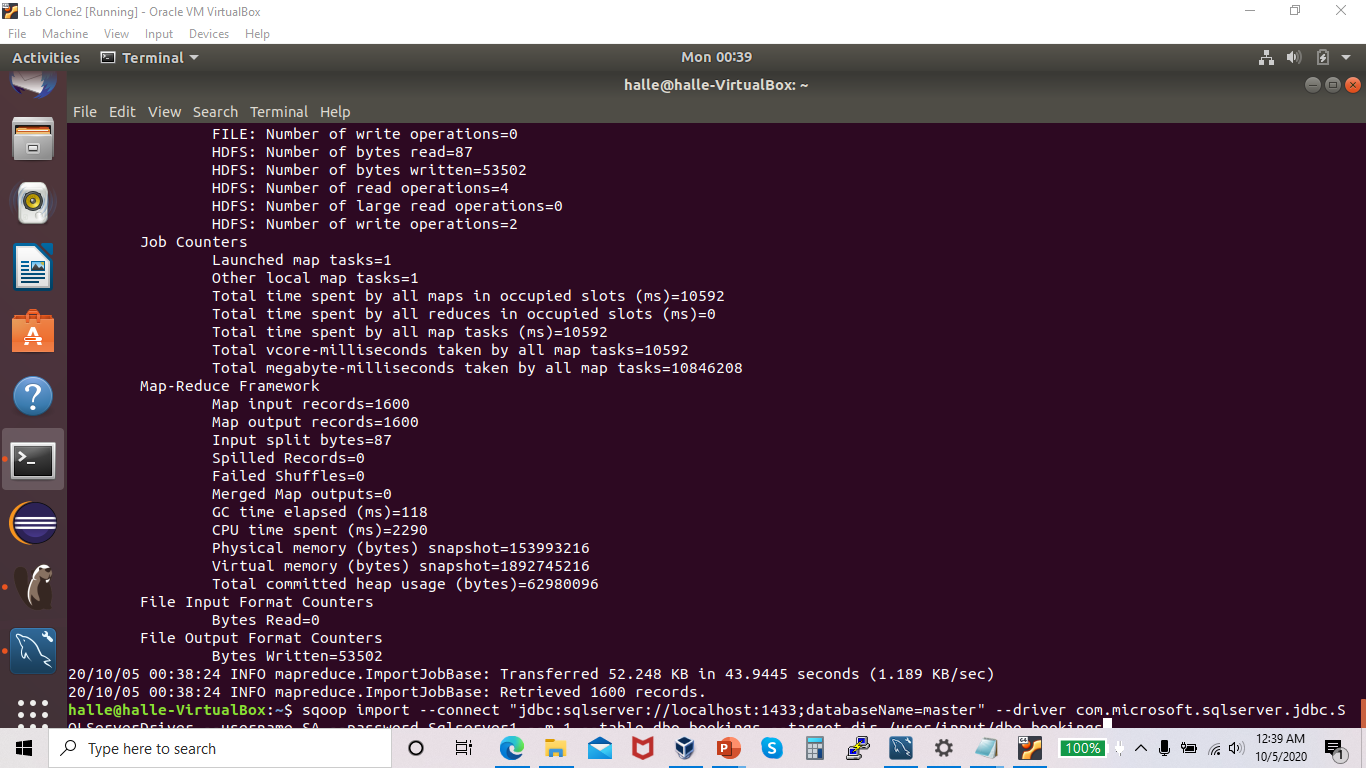 Lab Clone2 [Running] - Oracle VM VirtualBox
File Machine View Input Devices Help
Activities Terminal Mon 00:39
halle@halle-VirtualBox: ~
File Edit View Search Terminal Help
FILE: Number of write operations=0
HDFS: Number of bytes read=87
HDFS: Number of bytes written=53502
HDFS: Number of read operations=4
HDFS: Number of large read operations=0
HDFS: Number of write operations=2
Job Counters
Launched map tasks=1
Other local map tasks=1
Total time spent by all maps in occupied slots (ms)=10592
Total time spent by all reduces in occupied slots (ms)=0
Total time spent by all map tasks (ms)=10592
Total vcore-milliseconds taken by all map tasks=10592
Total megabyte-milliseconds taken by all map tasks=10846208
Map-Reduce Framework
Map input records=1600
Map output records=1600
Input split bytes=87
Spilled Records=0
Failed Shuffles=0
Merged Map outputs=0
GC time elapsed (ms)=118
CPU time spent (ms)=2290
Physical memory (bytes) snapshot=153993216
Virtual memory (bytes) snapshot=1892745216
Total committed heap usage (bytes)=62980096
File Input Format Counters
Bytes Read=0
File Output Format Counters
Bytes Written=53502
20/10/05 00:38:24 INFO mapreduce.ImportJobBase: Transferred 52.248 KB in 43.9445 seconds (1.189 KB/sec)
20/10/05 00:38:24 INFO mapreduce.ImportJobBase: Retrieved 1600 records.
halle@halle-VirtualBox:~$ sqoop import --connect "jdbc:sqlserver://localhost:1433;databaseName=master" --driver com.microsoft.sqlserver.jdbc.S
Type here to search
100%
12:39 AM
10/5/2020
1